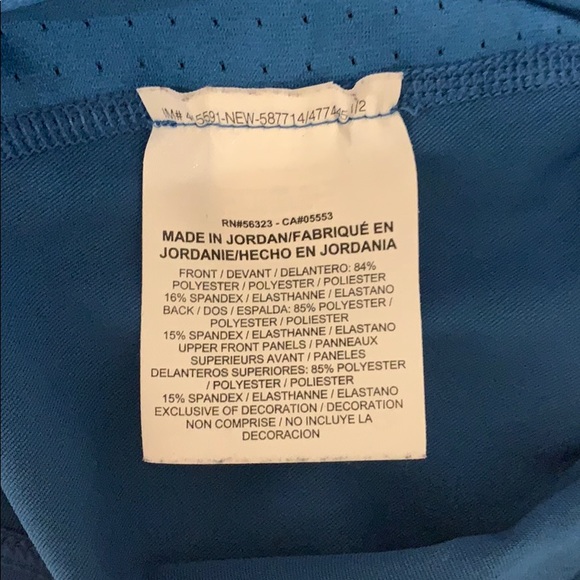 -NEW-587714/
RN#56323 - CA#05553
MADE IN JORDAN/FABRIQUÉ EN
JORDANIE/HECHO EN JORDANIA
FRONT / DEVANT / DELANTERO: 84%
POLYESTER / POLYESTER / POLIESTER
16% SPANDEX / ELASTHANNE / ELASTANO
BACK / DOS / ESPALDA: 85% POLYESTER /
POLYESTER / POLIESTER
15% SPANDEX / ELASTHANNE / ELASTANO
UPPER FRONT PANELS / PANNEAUX
SUPERIEURS AVANT / PANELES
DELANTEROS SUPERIORES: 85% POLYESTER
/ POLYESTER / POLIESTER
15% SPANDEX / ELASTHANNE / ELASTANO
EXCLUSIVE OF DECORATION / DECORATION
NON COMPRISE / NO INCLUYE LA
DECORACION